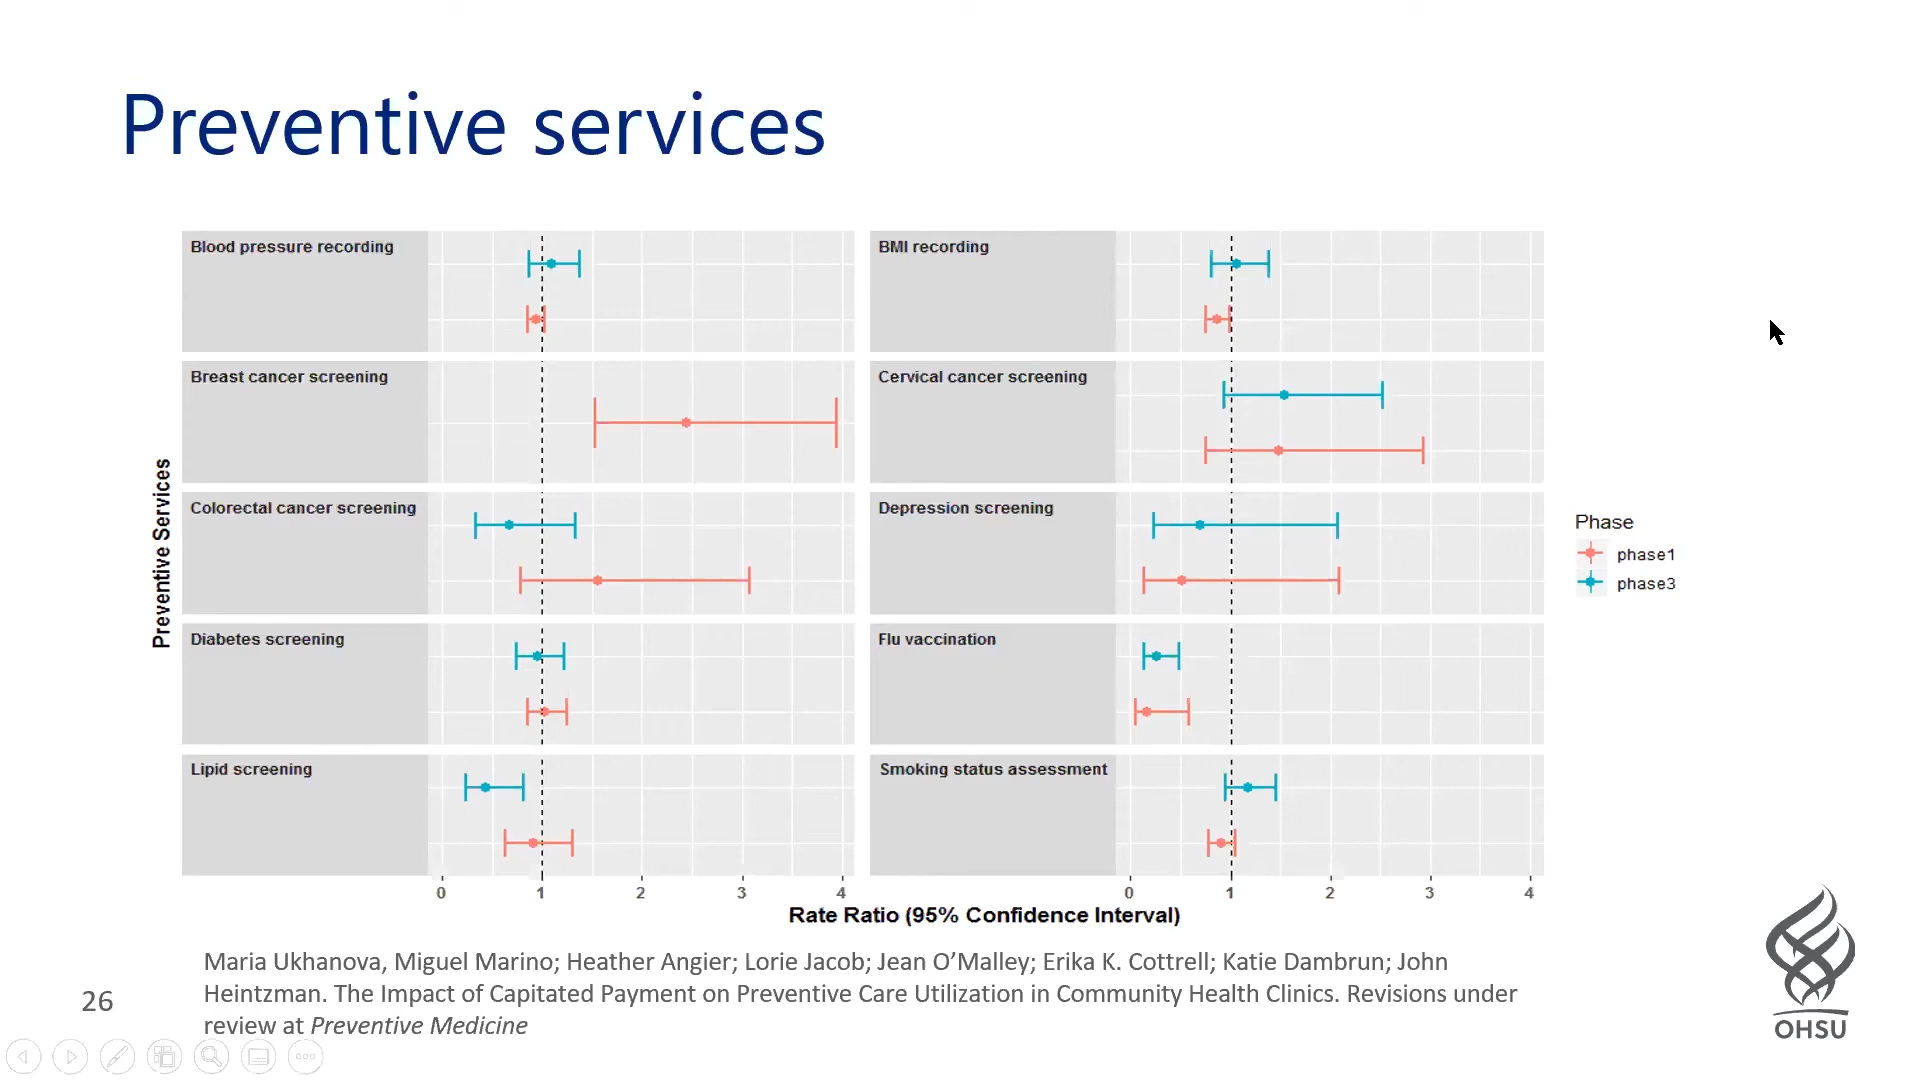 Preventive services
Preventive Services
Blood pressure recording
BMI recording
Breast cancer screening
Cervical cancer screening
Colorectal cancer screening
Depression screening
Diabetes screening
Flu vaccination
Lipid screening
Smoking status assessment
0 1 2 3 4
0 1 2 3 4
Rate Ratio (95% Confidence Interval)
Phase
phase1
phase3
Maria Ukhanova, Miguel Marino; Heather Angier; Lorie Jacob; Jean O’Malley; Erika K. Cottrell; Katie Dambrun; John
Heintzman. The Impact of Capitated Payment on Preventive Care Utilization in Community Health Clinics. Revisions under
review at Preventive Medicine
26
OHSU